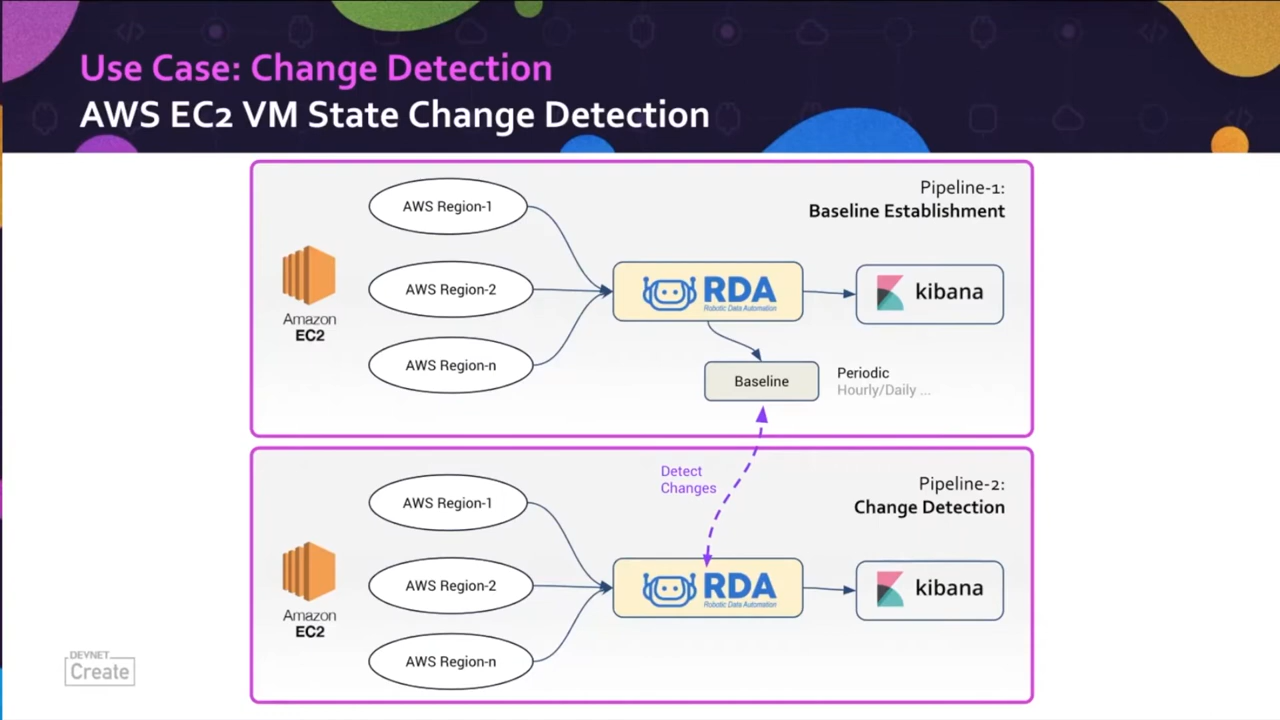 Use Case: Change Detection
AWS EC2 VM State Change Detection
Pipeline-1:
Baseline Establishment
AWS Region-1
AWS Region-2
AWS Region-n
Amazon
EC2
RDA
Robotic Data Automation
kibana
Baseline
Periodic
Hourly/Daily ...
Detect
Changes
Pipeline-2:
Change Detection
AWS Region-1
AWS Region-2
AWS Region-n
Amazon
EC2
RDA
Robotic Data Automation
kibana
DEVNET
Create